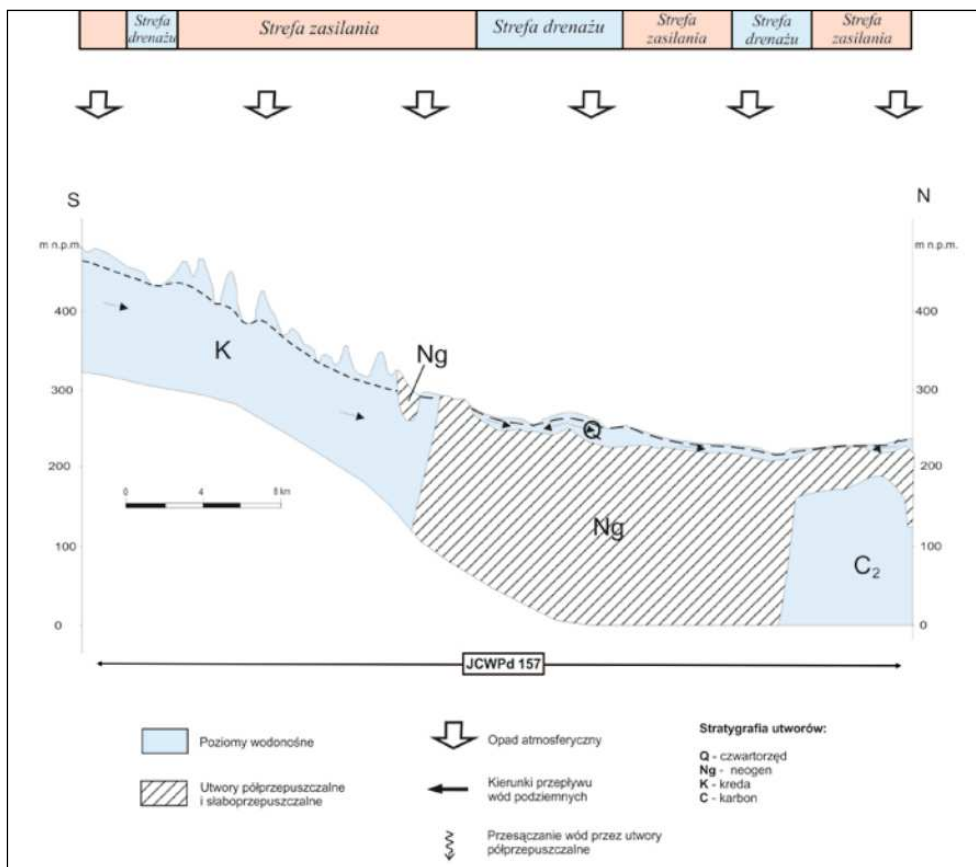 Strefa
drenażu
Strefa zasilania
Strefa drenażu
Strefa
zasilania
Strefa
drenażu
Strefa
zasilania
S
N
m n.p.m.
m n.p.m.
400
400
K
Ng
300
300
Q
200
200
0 4 8 km
Ng
100
100
C₂
0
0
JCWPd 157
Poziomy wodonośne
Utwory półprzepuszczalne
i słaboprzepuszczalne
Opad atmosferyczny
Kierunki przepływu
wód podziemnych
Przesączanie wód przez utwory
półprzepuszczalne
Stratygrafia utworów:
Q - czwartorzęd
Ng - neogen
K - kreda
C - karbon